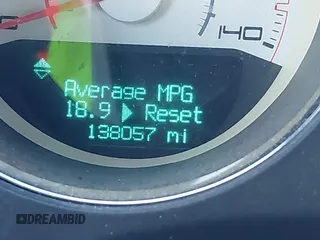 140
Average MPG
18.9 ▶ Reset
138057 mi
DREAMBID